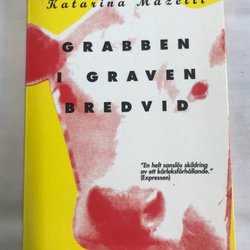 Katarina Mazetti
GRABBEN
I GRAVEN
BREDVID
"En helt sanslös skildring
av ett kärleksförhållande."
(Expressen)